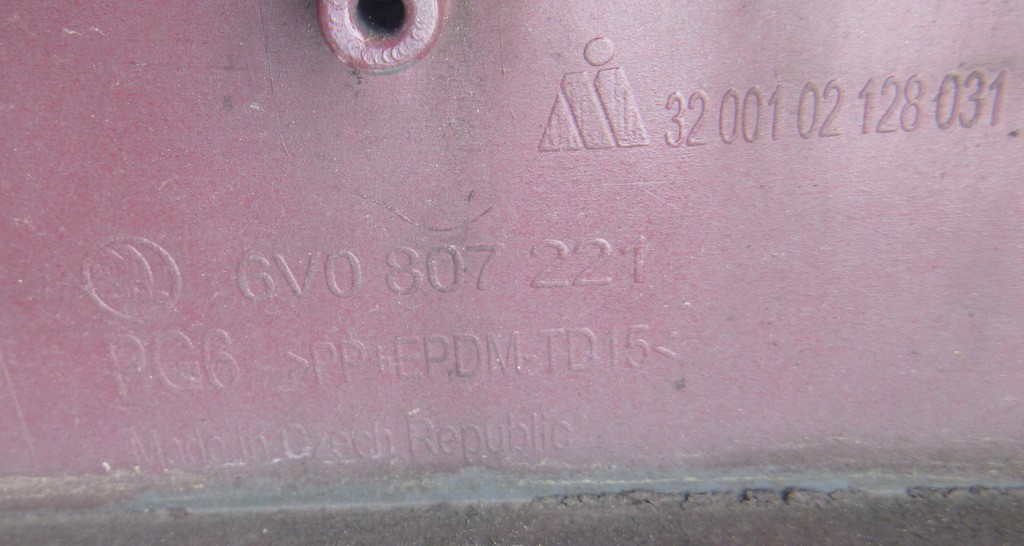 32 001 02 128 031
6V0 807 221
PG6 >PP+EPDM-TD15<
Made in Czech Republic